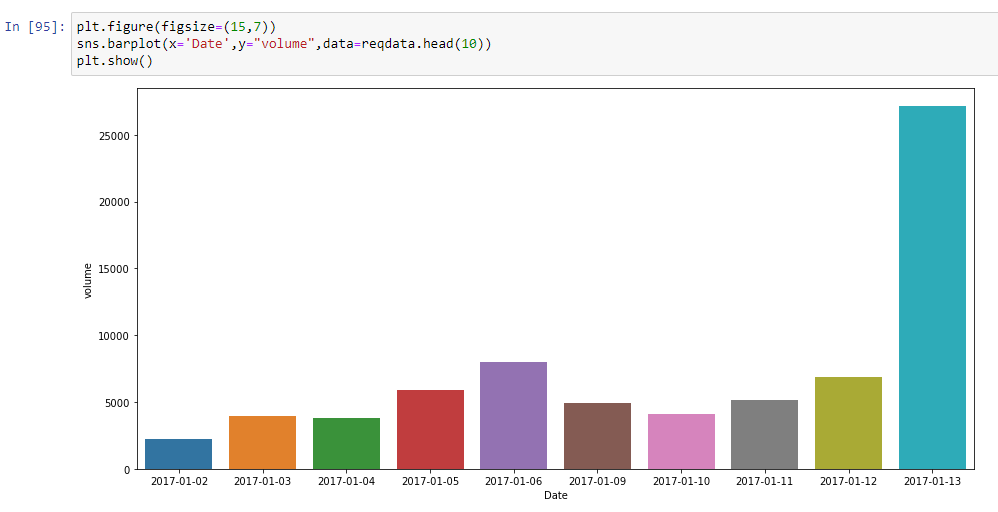 In [95]: plt.figure(figsize=(15,7))
sns.barplot(x='Date',y="volume",data=reqdata.head(10))
plt.show()
25000
20000
15000
10000
5000
0
volume
2017-01-02 2017-01-03 2017-01-04 2017-01-05 2017-01-06 2017-01-09 2017-01-10 2017-01-11 2017-01-12 2017-01-13
Date